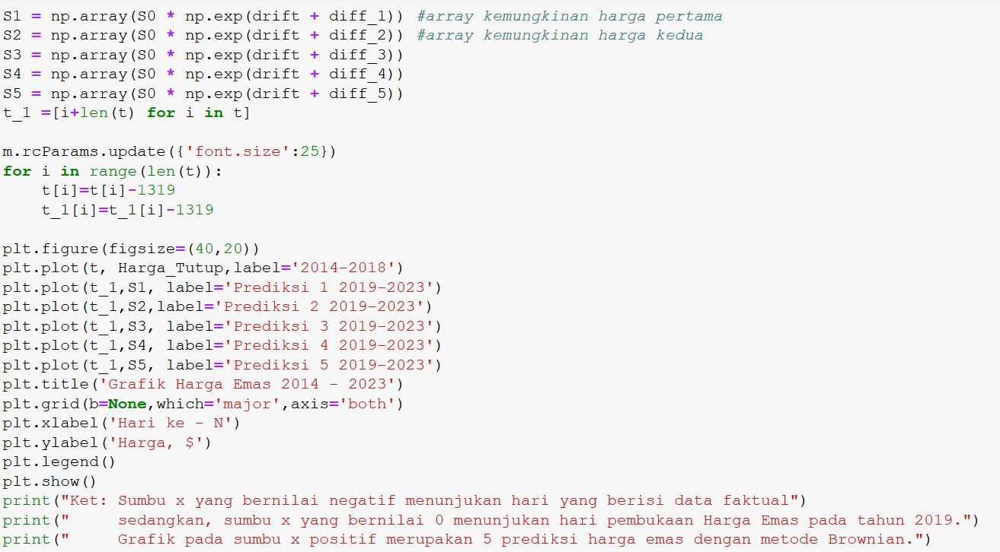 S1 = np.array(S0 * np.exp(drift + diff_1)) #array kemungkinan harga pertama
S2 = np.array(S0 * np.exp(drift + diff_2)) #array kemungkinan harga kedua
S3 = np.array(S0 * np.exp(drift + diff_3))
S4 = np.array(S0 * np.exp(drift + diff_4))
S5 = np.array(S0 * np.exp(drift + diff_5))
t_1 =[i+len(t) for i in t]

m.rcParams.update({'font.size':25})
for i in range(len(t)):
    t[i]=t[i]-1319
    t_1[i]=t_1[i]-1319

plt.figure(figsize=(40,20))
plt.plot(t, Harga_Tutup,label='2014-2018')
plt.plot(t_1,S1, label='Prediksi 1 2019-2023')
plt.plot(t_1,S2,label='Prediksi 2 2019-2023')
plt.plot(t_1,S3, label='Prediksi 3 2019-2023')
plt.plot(t_1,S4, label='Prediksi 4 2019-2023')
plt.plot(t_1,S5, label='Prediksi 5 2019-2023')
plt.title('Grafik Harga Emas 2014 - 2023')
plt.grid(b=None,which='major',axis='both')
plt.xlabel('Hari ke - N')
plt.ylabel('Harga, $')
plt.legend()
plt.show()
print("Ket: Sumbu x yang bernilai negatif menunjukan hari yang berisi data faktual")
print("     sedangkan, sumbu x yang bernilai 0 menunjukan hari pembukaan Harga Emas pada tahun 2019.")
print("     Grafik pada sumbu x positif merupakan 5 prediksi harga emas dengan metode Brownian.")